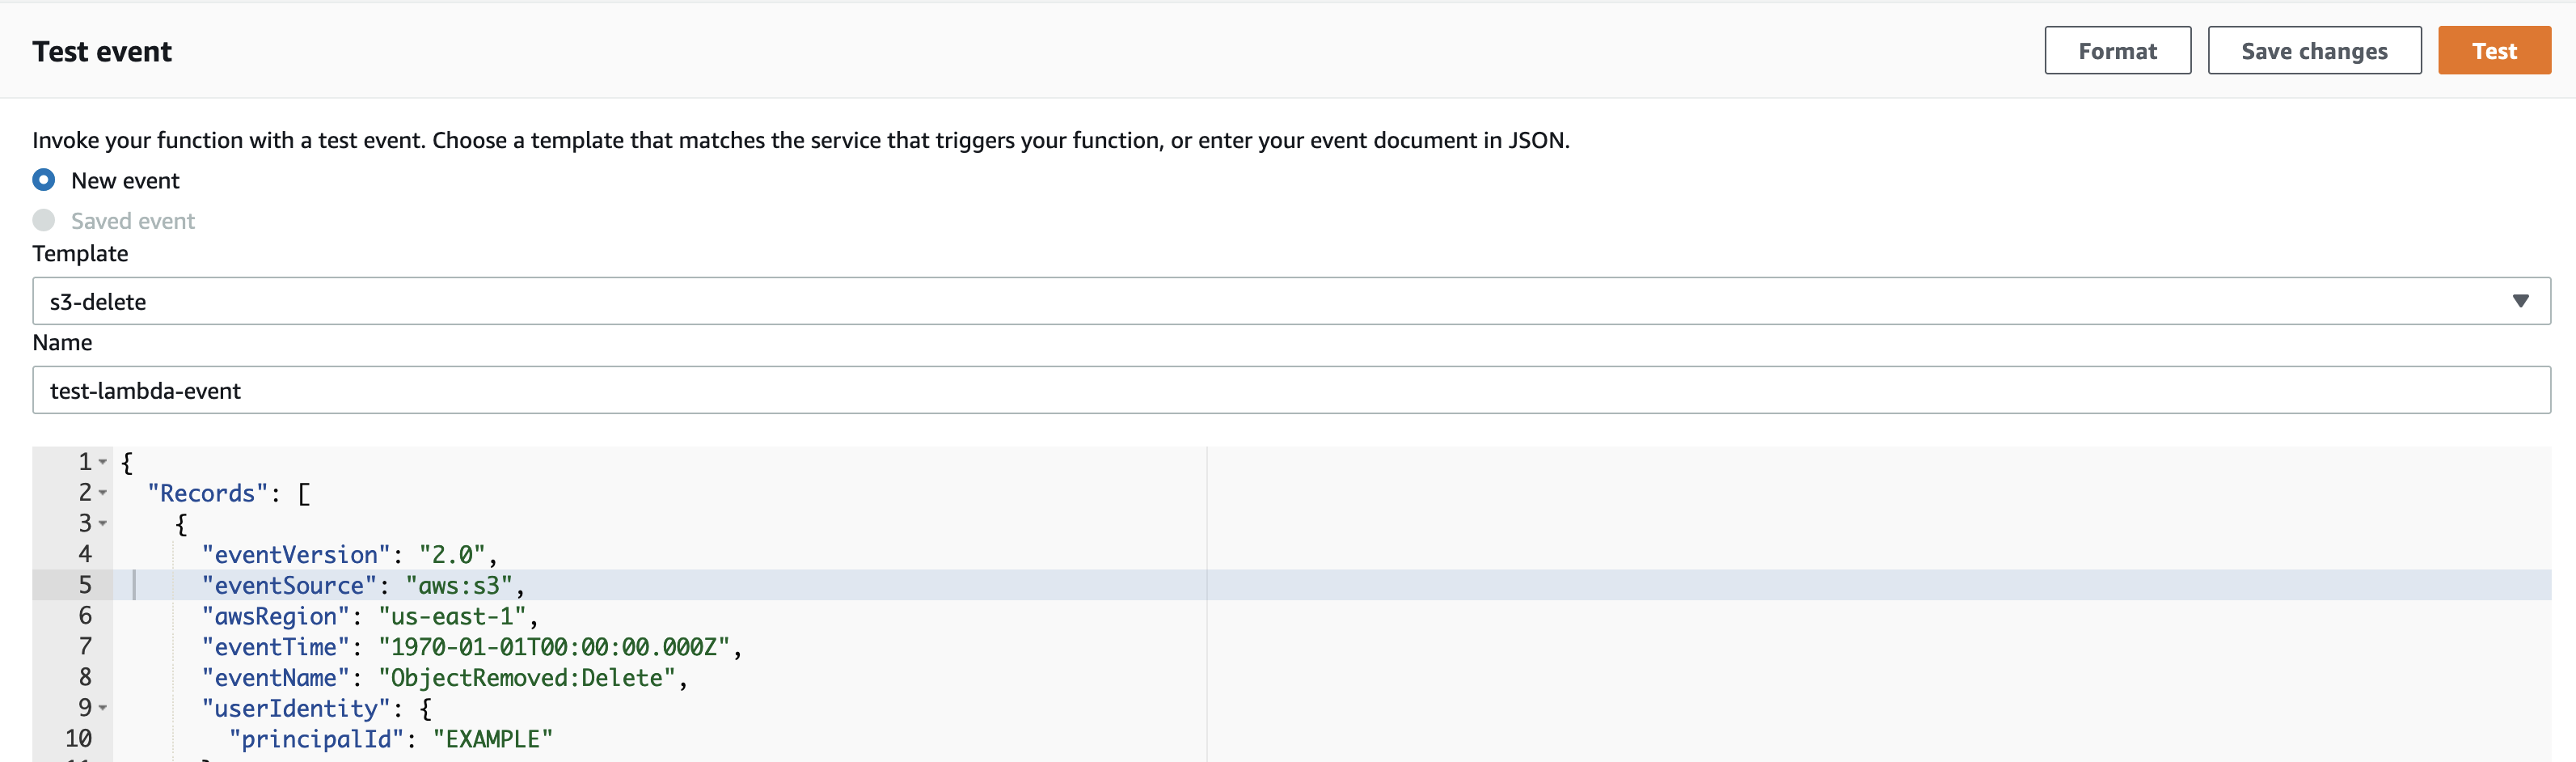 Test event
Format
Save changes
Test
Invoke your function with a test event. Choose a template that matches the service that triggers your function, or enter your event document in JSON.
New event
Saved event
Template
s3-delete
Name
test-lambda-event
1 {
2 "Records": [
3 {
4 "eventVersion": "2.0",
5 "eventSource": "aws:s3",
6 "awsRegion": "us-east-1",
7 "eventTime": "1970-01-01T00:00:00.000Z",
8 "eventName": "ObjectRemoved:Delete",
9 "userIdentity": {
10 "principalId": "EXAMPLE"